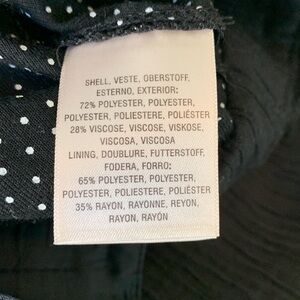 SHELL, VESTE, OBERSTOFF,
ESTERNO, EXTERIOR:
72% POLYESTER, POLYESTER,
POLYESTER, POLIESTERE, POLIÉSTER
28% VISCOSE, VISCOSE, VISKOSE,
VISCOSA, VISCOSA
LINING, DOUBLURE, FUTTERSTOFF,
FODERA, FORRO:
65% POLYESTER, POLYESTER,
POLYESTER, POLIESTERE, POLIÉSTER
35% RAYON, RAYONNE, REYON,
RAYON, RAYÓN